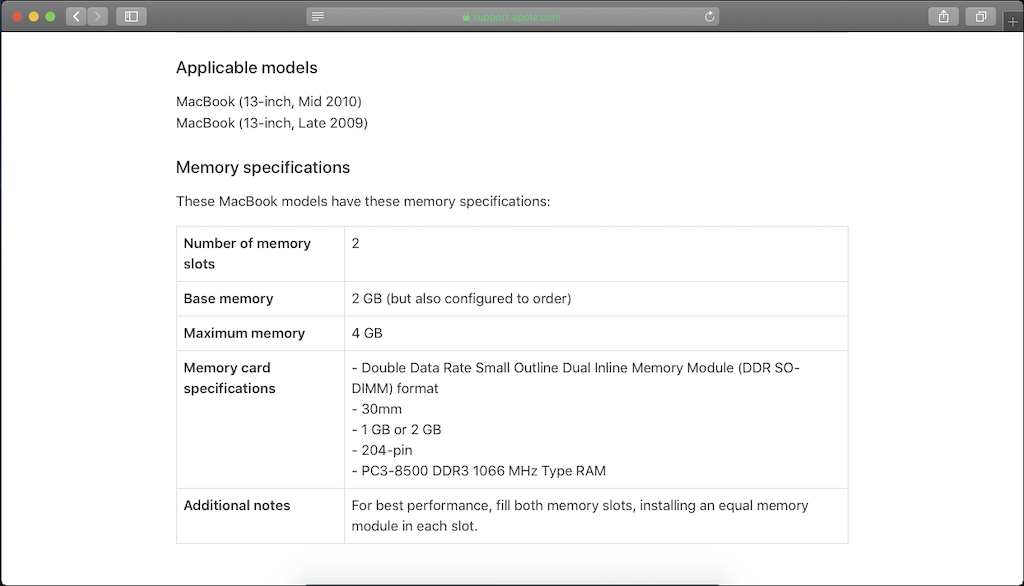 support.apple.com
Applicable models
MacBook (13-inch, Mid 2010)
MacBook (13-inch, Late 2009)
Memory specifications
These MacBook models have these memory specifications:
Number of memory
slots
2
Base memory
2 GB (but also configured to order)
Maximum memory
4 GB
Memory card
specifications
- Double Data Rate Small Outline Dual Inline Memory Module (DDR SO-
DIMM) format
- 30mm
- 1 GB or 2 GB
- 204-pin
- PC3-8500 DDR3 1066 MHz Type RAM
Additional notes
For best performance, fill both memory slots, installing an equal memory
module in each slot.